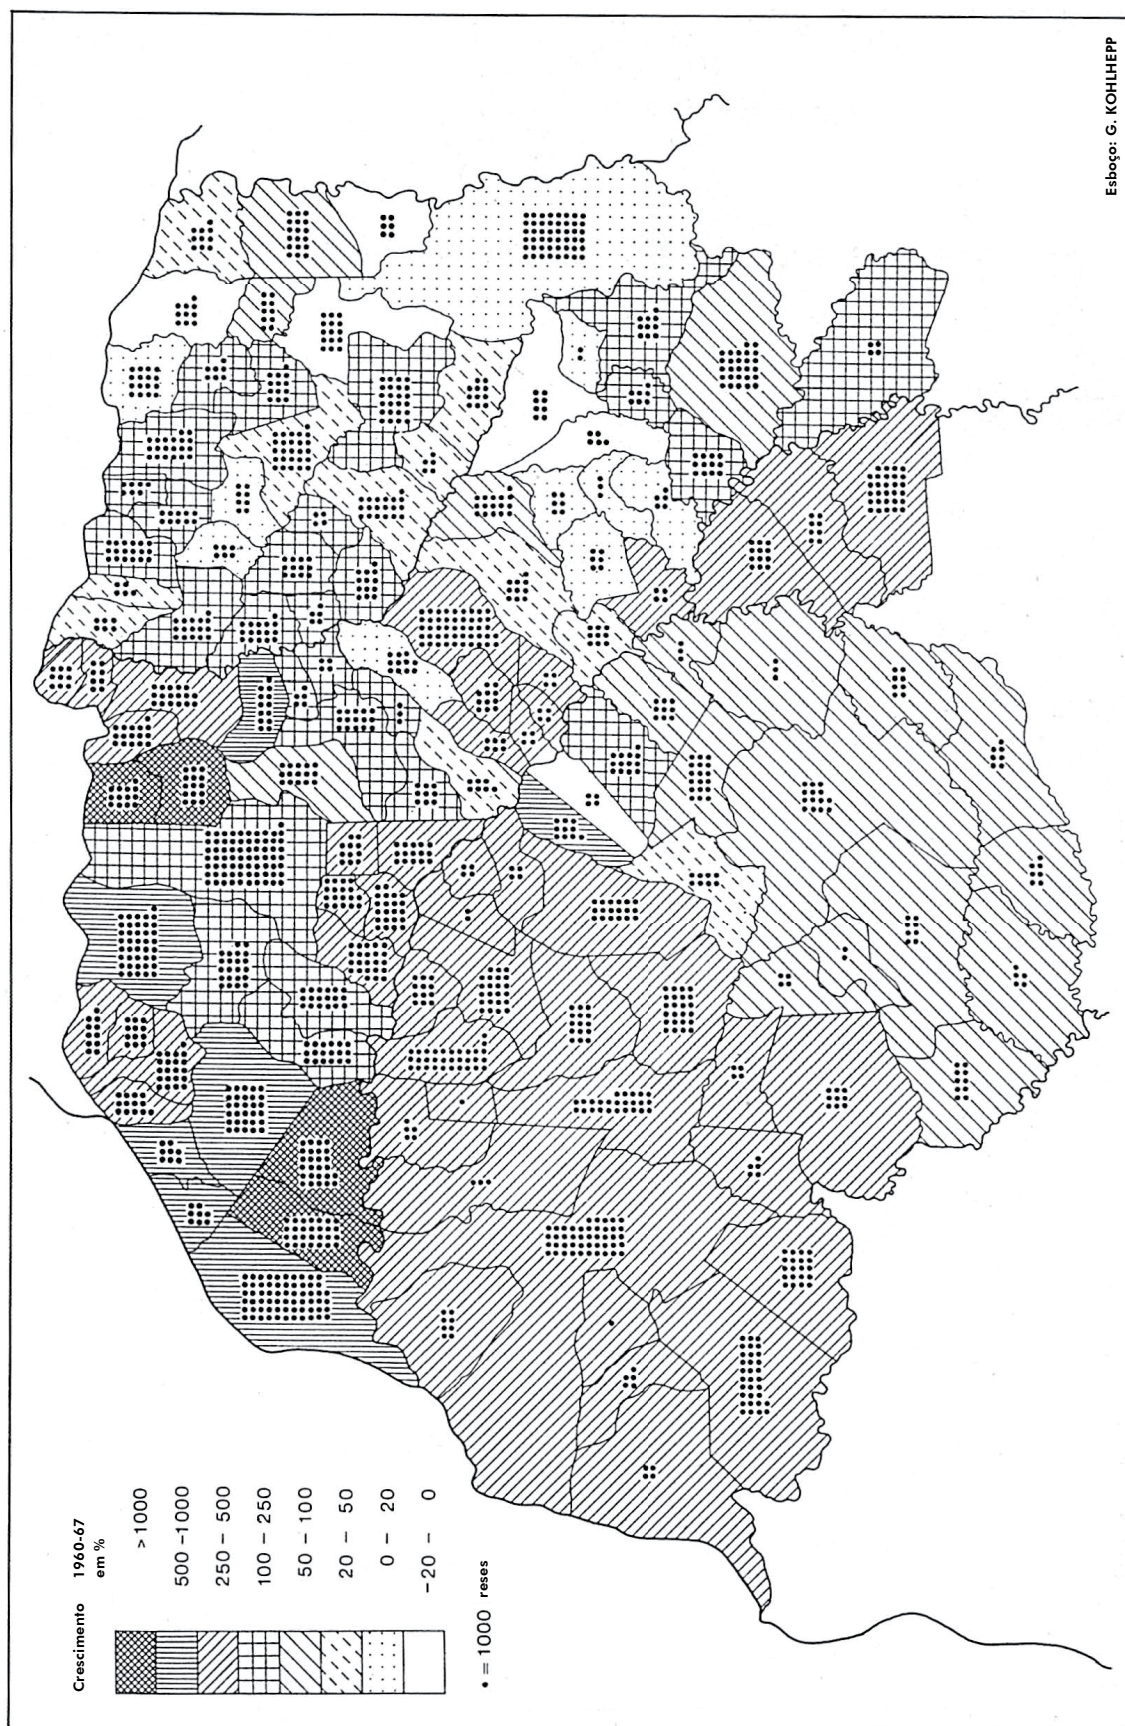 Crescimento 1960-67
em %
>1000
500-1000
250 - 500
100 - 250
50 - 100
20 - 50
0 - 20
-20 - 0
• = 1000 reses
Esboço: G. KOHLHEPP